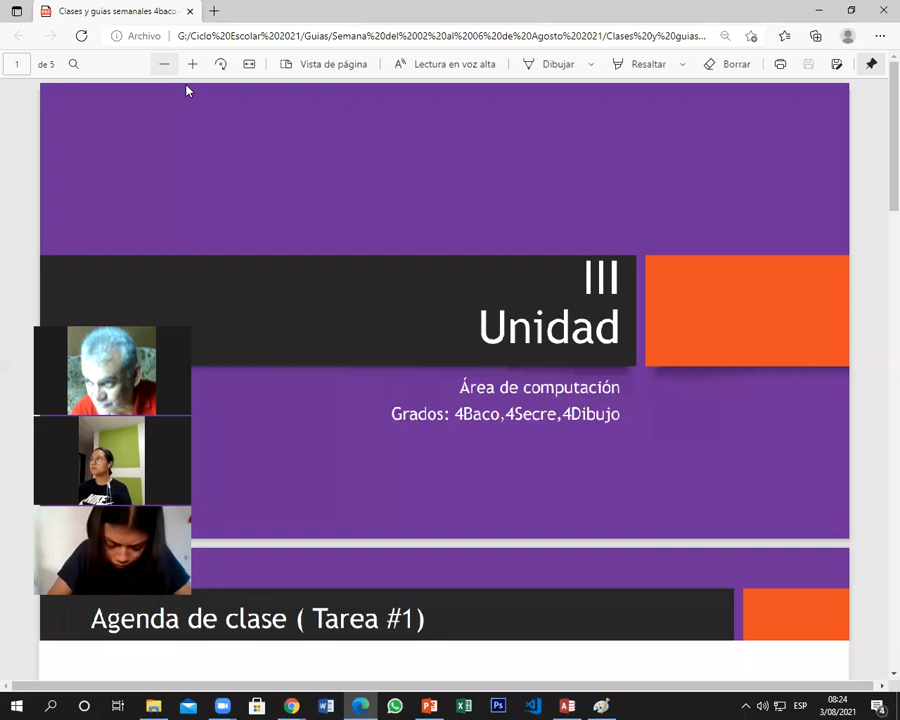 Clases y guias semanales 4baco
Archivo
G:/Ciclo%20Escolar%202021/Guias/Semana%20del%2002%20al%2006%20de%20Agosto%202021/Clases%20y%20guias...
1
de 5
Vista de página
Lectura en voz alta
Dibujar
Resaltar
Borrar
III
Unidad
Área de computación
Grados: 4Baco,4Secre,4Dibujo
NIKE
Agenda de clase ( Tarea #1)
ESP
08:24
3/08/2021
4